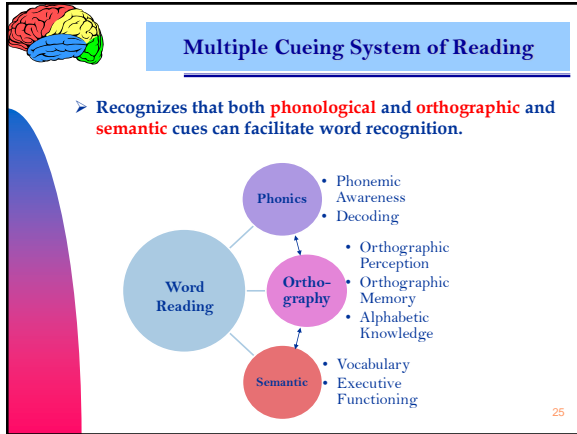 Multiple Cueing System of Reading
➢ Recognizes that both phonological and orthographic and
semantic cues can facilitate word recognition.
Word
Reading
Phonics
• Phonemic
Awareness
• Decoding
Ortho-
graphy
• Orthographic
Perception
• Orthographic
Memory
• Alphabetic
Knowledge
Semantic
• Vocabulary
• Executive
Functioning
25